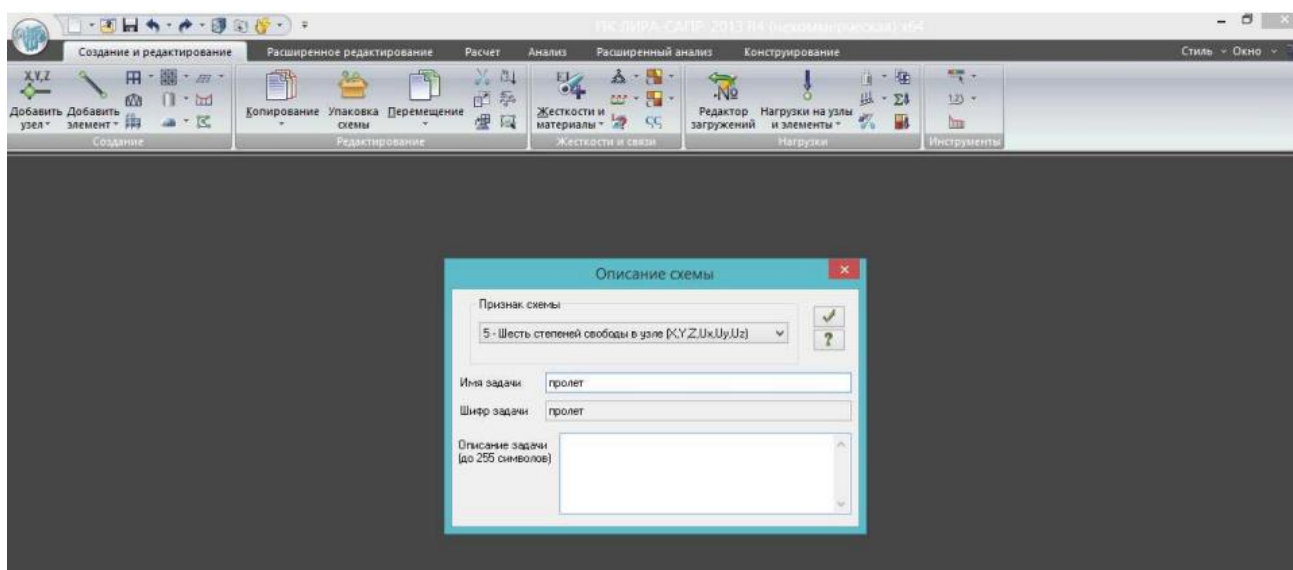 ПК ЛИРА-САПР 2013 R4 (некоммерческая) x64
Создание и редактирование Расширенное редактирование Расчет Анализ Расширенный анализ Конструирование Стиль Окно
X,Y,Z
Добавить узел Добавить элемент Копирование Упаковка схемы Перемещение Жесткости и материалы Редактор загружений Нагрузки на узлы и элементы
Создание Редактирование Жесткости и связи Нагрузки Инструменты
Описание схемы
Признак схемы
5 - Шесть степеней свободы в узле (X,Y,Z,Ux,Uy,Uz)
Имя задачи пролет
Шифр задачи пролет
Описание задачи
(до 255 символов)